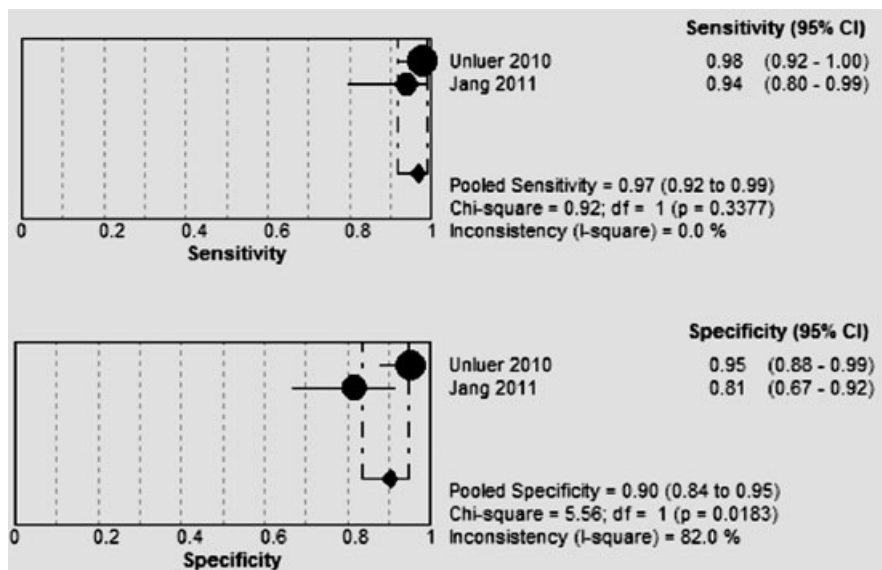 Sensitivity (95% CI)
Unluer 2010 0.98 (0.92 - 1.00)
Jang 2011 0.94 (0.80 - 0.99)
Pooled Sensitivity = 0.97 (0.92 to 0.99)
Chi-square = 0.92; df = 1 (p = 0.3377)
Inconsistency (I-square) = 0.0 %
0 0.2 0.4 0.6 0.8 1
Sensitivity
Specificity (95% CI)
Unluer 2010 0.95 (0.88 - 0.99)
Jang 2011 0.81 (0.67 - 0.92)
Pooled Specificity = 0.90 (0.84 to 0.95)
Chi-square = 5.56; df = 1 (p = 0.0183)
Inconsistency (I-square) = 82.0 %
0 0.2 0.4 0.6 0.8 1
Specificity